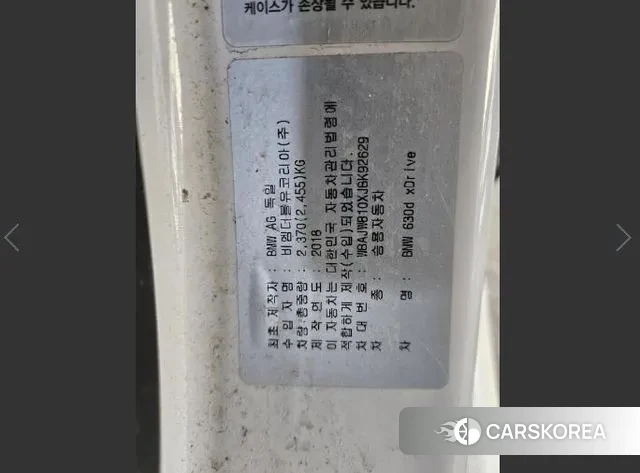 케이스가 손상될 수 있습니다.
최초 제작자 : BMW AG 독일
수 입 자 명 : 비엠더블유코리아(주)
차량 총중량 : 2,370(2,455)KG
제 작 연 도 : 2018
이 자동차는 대한민국 자동차관리법령에
적합하게 제작(수입)되었습니다.
차 대 번 호 : WBAJW810XJBK92629
차 종 : 승용자동차
차 명 : BMW 630d xDrive
CARSKOREA